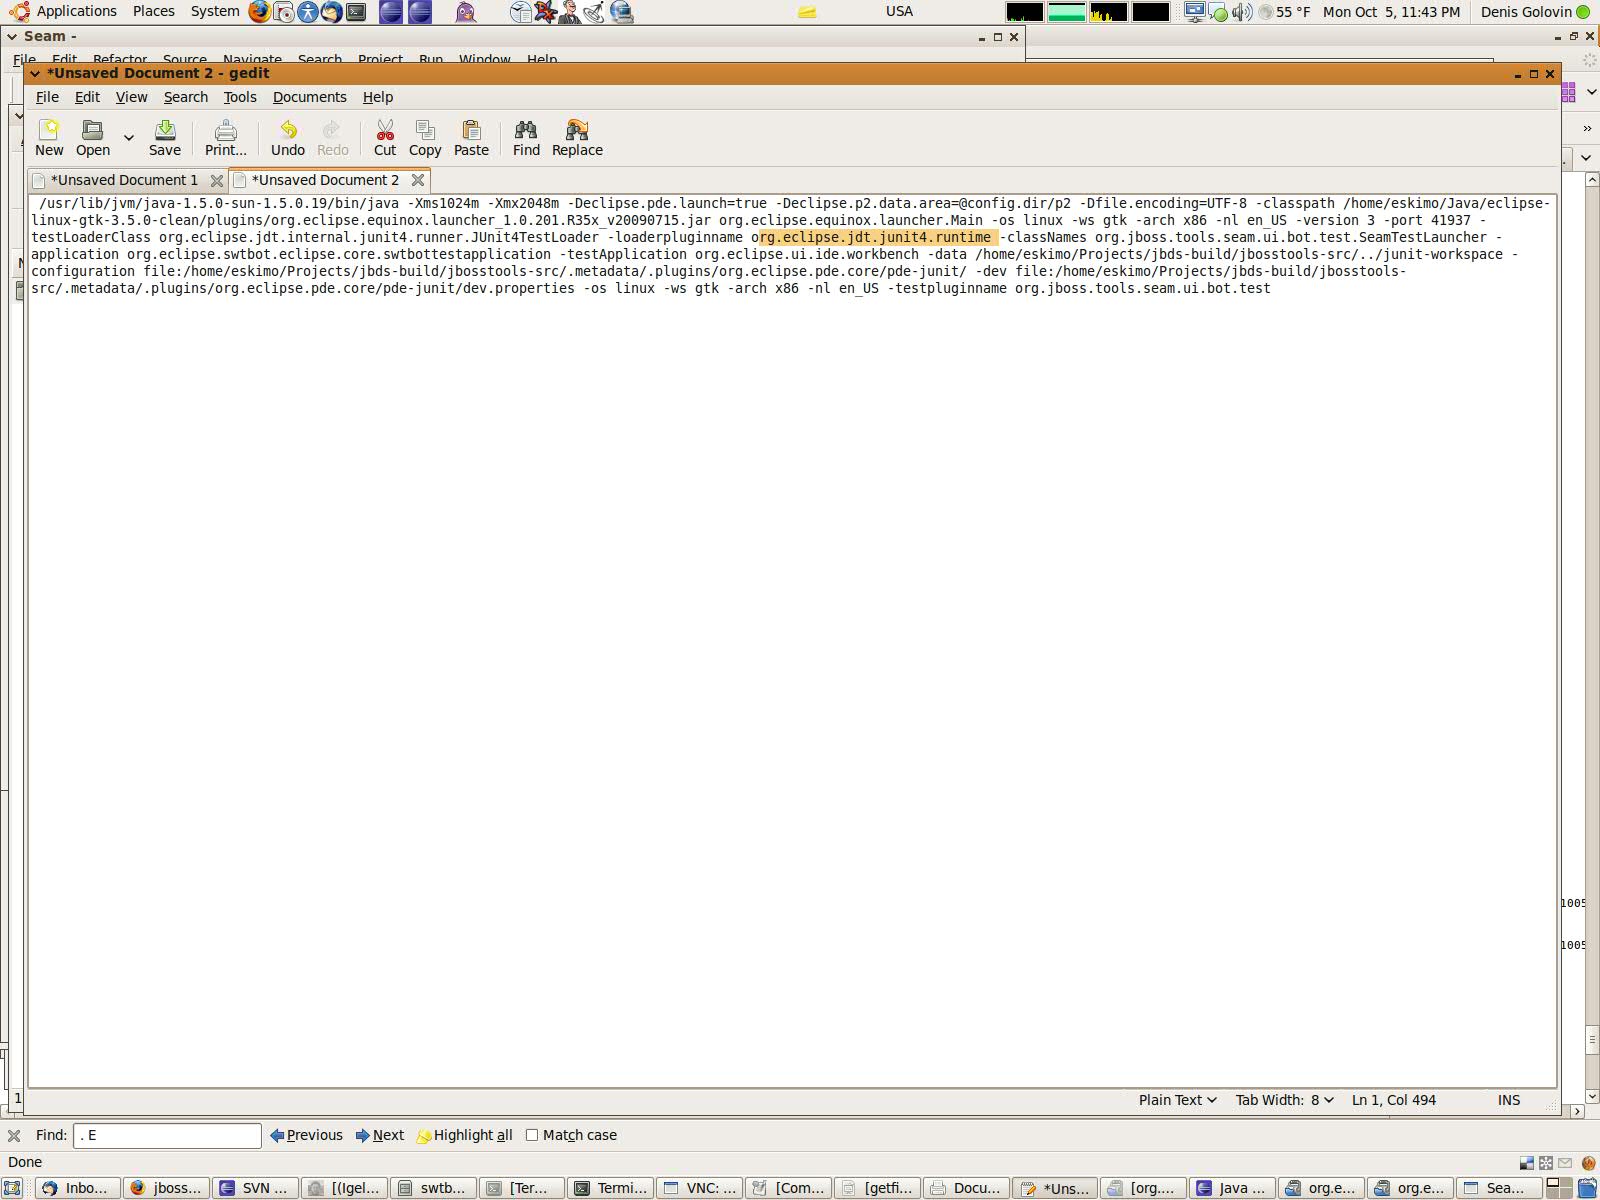 Applications Places System USA 55 °F Mon Oct 5, 11:43 PM Denis Golovin
Seam -
File Edit Refactor Source Navigate Search Project Run Window Help
*Unsaved Document 2 - gedit
File Edit View Search Tools Documents Help
New Open Save Print... Undo Redo Cut Copy Paste Find Replace
*Unsaved Document 1 *Unsaved Document 2
/usr/lib/jvm/java-1.5.0-sun-1.5.0.19/bin/java -Xms1024m -Xmx2048m -Declipse.pde.launch=true -Declipse.p2.data.area=@config.dir/p2 -Dfile.encoding=UTF-8 -classpath /home/eskimo/Java/eclipse-
linux-gtk-3.5.0-clean/plugins/org.eclipse.equinox.launcher_1.0.201.R35x_v20090715.jar org.eclipse.equinox.launcher.Main -os linux -ws gtk -arch x86 -nl en_US -version 3 -port 41937 -
testLoaderClass org.eclipse.jdt.internal.junit4.runner.JUnit4TestLoader -loaderpluginname org.eclipse.jdt.junit4.runtime -classNames org.jboss.tools.seam.ui.bot.test.SeamTestLauncher -
application org.eclipse.swtbot.eclipse.core.swtbottestapplication -testApplication org.eclipse.ui.ide.workbench -data /home/eskimo/Projects/jbds-build/jbosstools-src/../junit-workspace -
configuration file:/home/eskimo/Projects/jbds-build/jbosstools-src/.metadata/.plugins/org.eclipse.pde.core/pde-junit/ -dev file:/home/eskimo/Projects/jbds-build/jbosstools-
src/.metadata/.plugins/org.eclipse.pde.core/pde-junit/dev.properties -os linux -ws gtk -arch x86 -nl en_US -testpluginname org.jboss.tools.seam.ui.bot.test
1005
1005
1 Plain Text Tab Width: 8 Ln 1, Col 494 INS
Find: . E Previous Next Highlight all Match case
Done
Inbo... jboss... SVN ... [(Igel... swtb... [Ter... Termi... VNC: ... [Com... [getfi... Docu... *Uns... [org.... Java ... org.e... org.e... Sea...